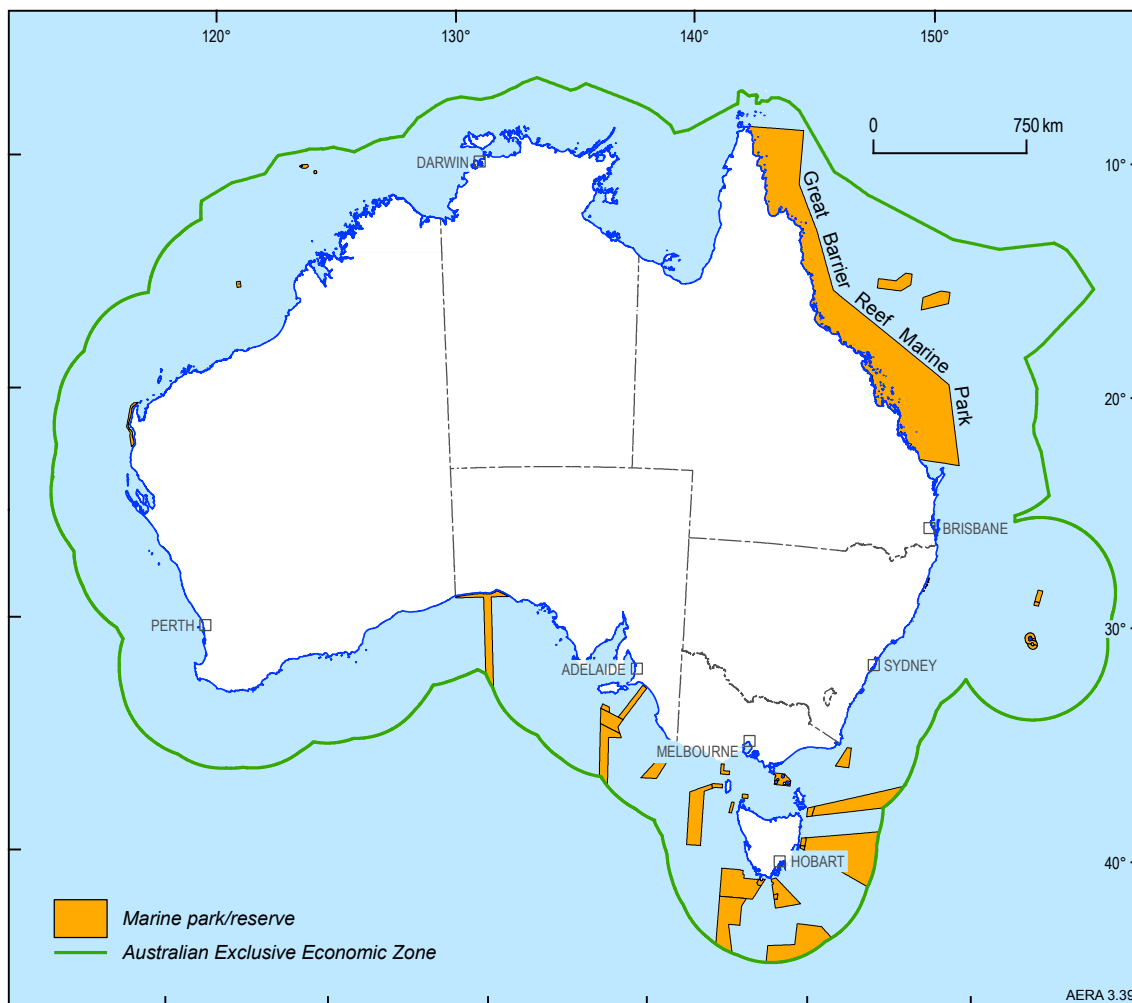 120° 130° 140° 150°
0 750 km
DARWIN
10°
Great Barrier Reef Marine Park
20°
BRISBANE
PERTH
30°
ADELAIDE
SYDNEY
MELBOURNE
HOBART
40°
Marine park/reserve
Australian Exclusive Economic Zone
AERA 3.39